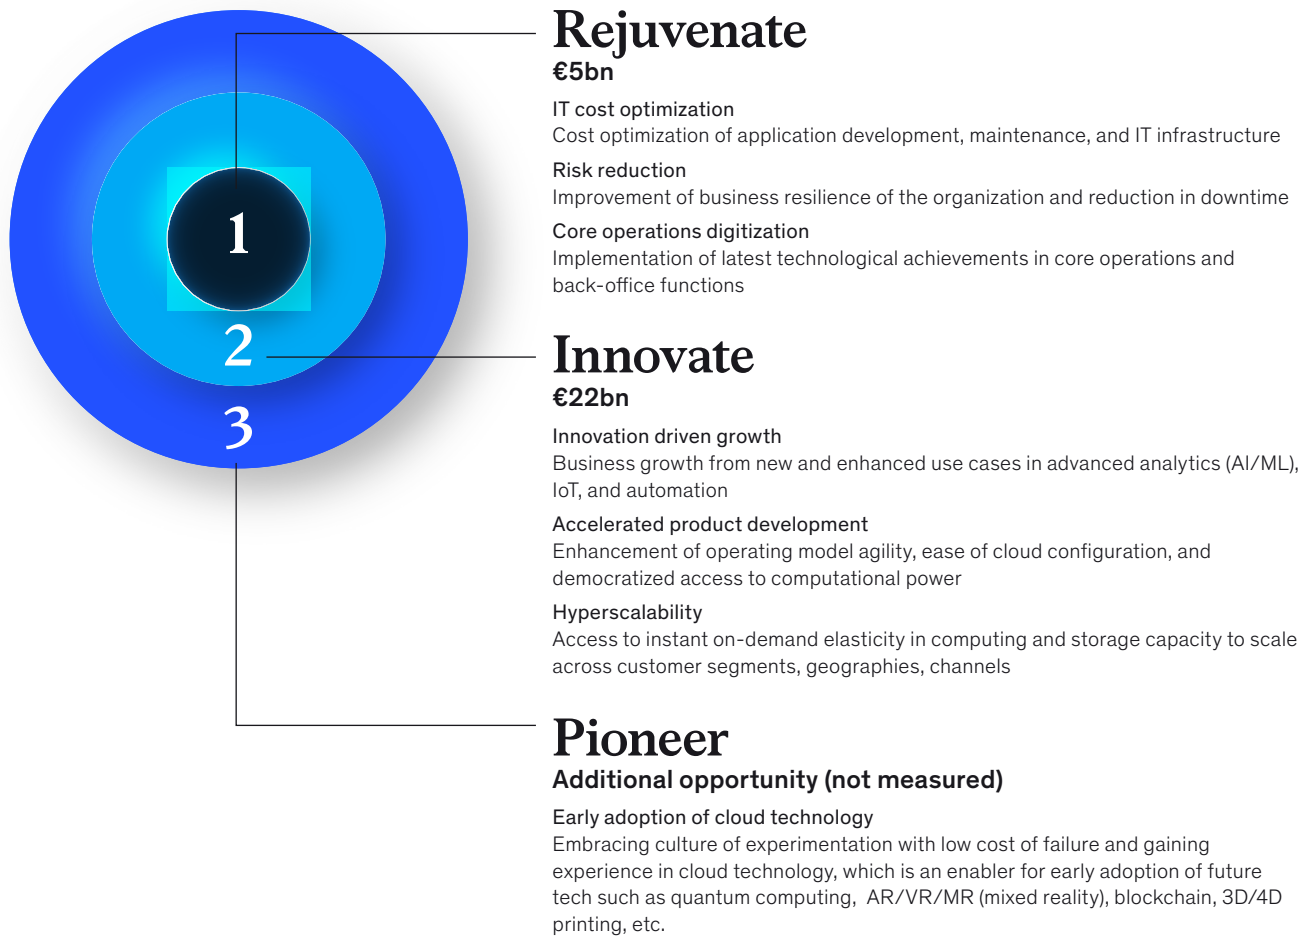 Rejuvenate
€5bn
IT cost optimization
Cost optimization of application development, maintenance, and IT infrastructure
Risk reduction
Improvement of business resilience of the organization and reduction in downtime
Core operations digitization
Implementation of latest technological achievements in core operations and
back-office functions
1
2
3
Innovate
€22bn
Innovation driven growth
Business growth from new and enhanced use cases in advanced analytics (AI/ML),
IoT, and automation
Accelerated product development
Enhancement of operating model agility, ease of cloud configuration, and
democratized access to computational power
Hyperscalability
Access to instant on-demand elasticity in computing and storage capacity to scale
across customer segments, geographies, channels
Pioneer
Additional opportunity (not measured)
Early adoption of cloud technology
Embracing culture of experimentation with low cost of failure and gaining
experience in cloud technology, which is an enabler for early adoption of future
tech such as quantum computing,  AR/VR/MR (mixed reality), blockchain, 3D/4D
printing, etc.